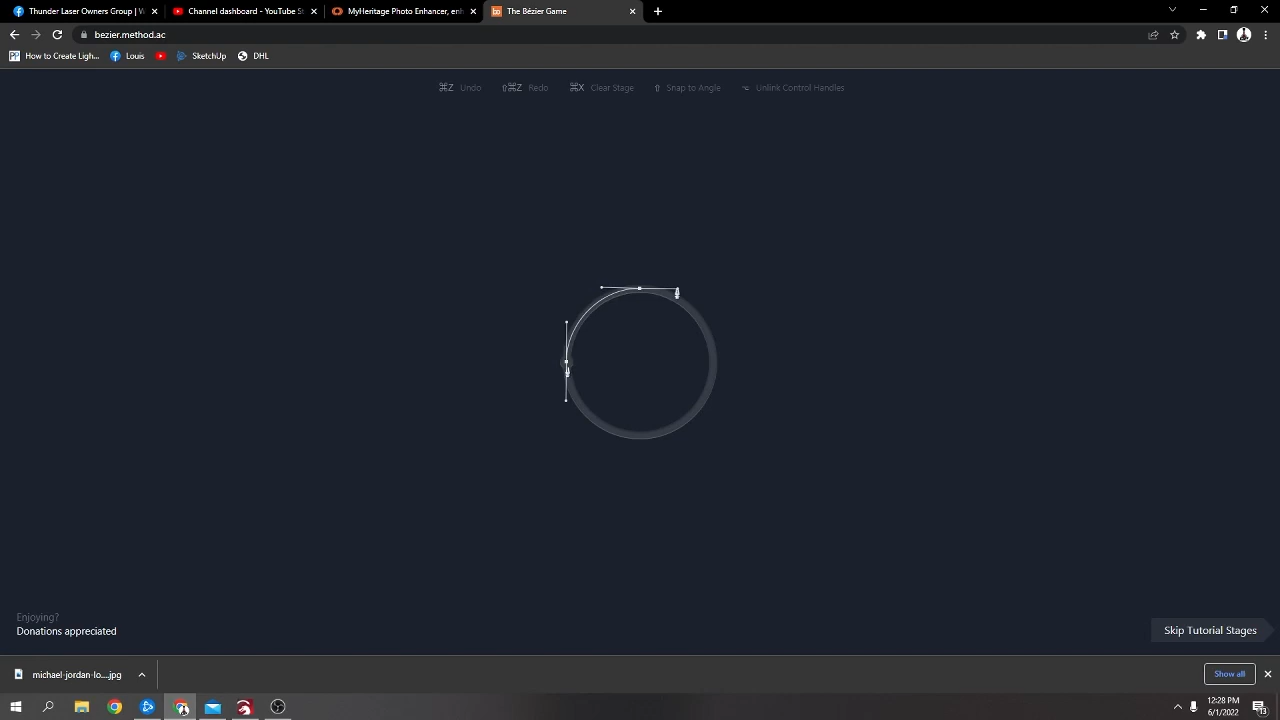 Thunder Laser Owners Group | W
Channel dashboard - YouTube St
MyHeritage Photo Enhancer, enh
bo The Bézier Game
bezier.method.ac
How to Create Ligh...
Louis
SketchUp
DHL
⌘Z Undo ⇧⌘Z Redo ⌘X Clear Stage ⇧ Snap to Angle ⌥ Unlink Control Handles
Enjoying?
Donations appreciated
Skip Tutorial Stages
michael-jordan-lo....jpg
Show all
12:28 PM
6/1/2022